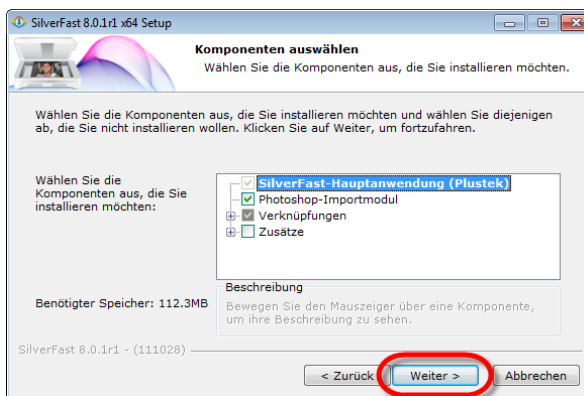 SilverFast 8.0.1r1 x64 Setup
Komponenten auswählen
Wählen Sie die Komponenten aus, die Sie installieren möchten.
Wählen Sie die Komponenten aus, die Sie installieren möchten und wählen Sie diejenigen
ab, die Sie nicht installieren wollen. Klicken Sie auf Weiter, um fortzufahren.
Wählen Sie die
Komponenten aus, die Sie
installieren möchten:
SilverFast-Hauptanwendung (Plustek)
Photoshop-Importmodul
Verknüpfungen
Zusätze
Benötigter Speicher: 112.3MB
Beschreibung
Bewegen Sie den Mauszeiger über eine Komponente,
um ihre Beschreibung zu sehen.
SilverFast 8.0.1r1 - (111028)
< Zurück
Weiter >
Abbrechen